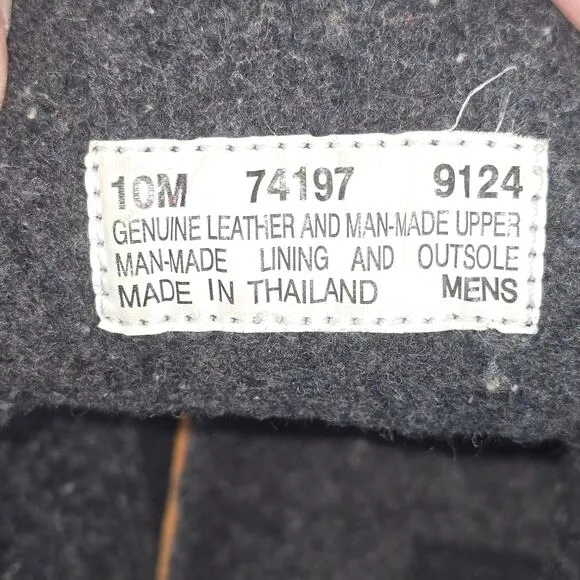 10M 74197 9124
GENUINE LEATHER AND MAN-MADE UPPER
MAN-MADE LINING AND OUTSOLE
MADE IN THAILAND MENS